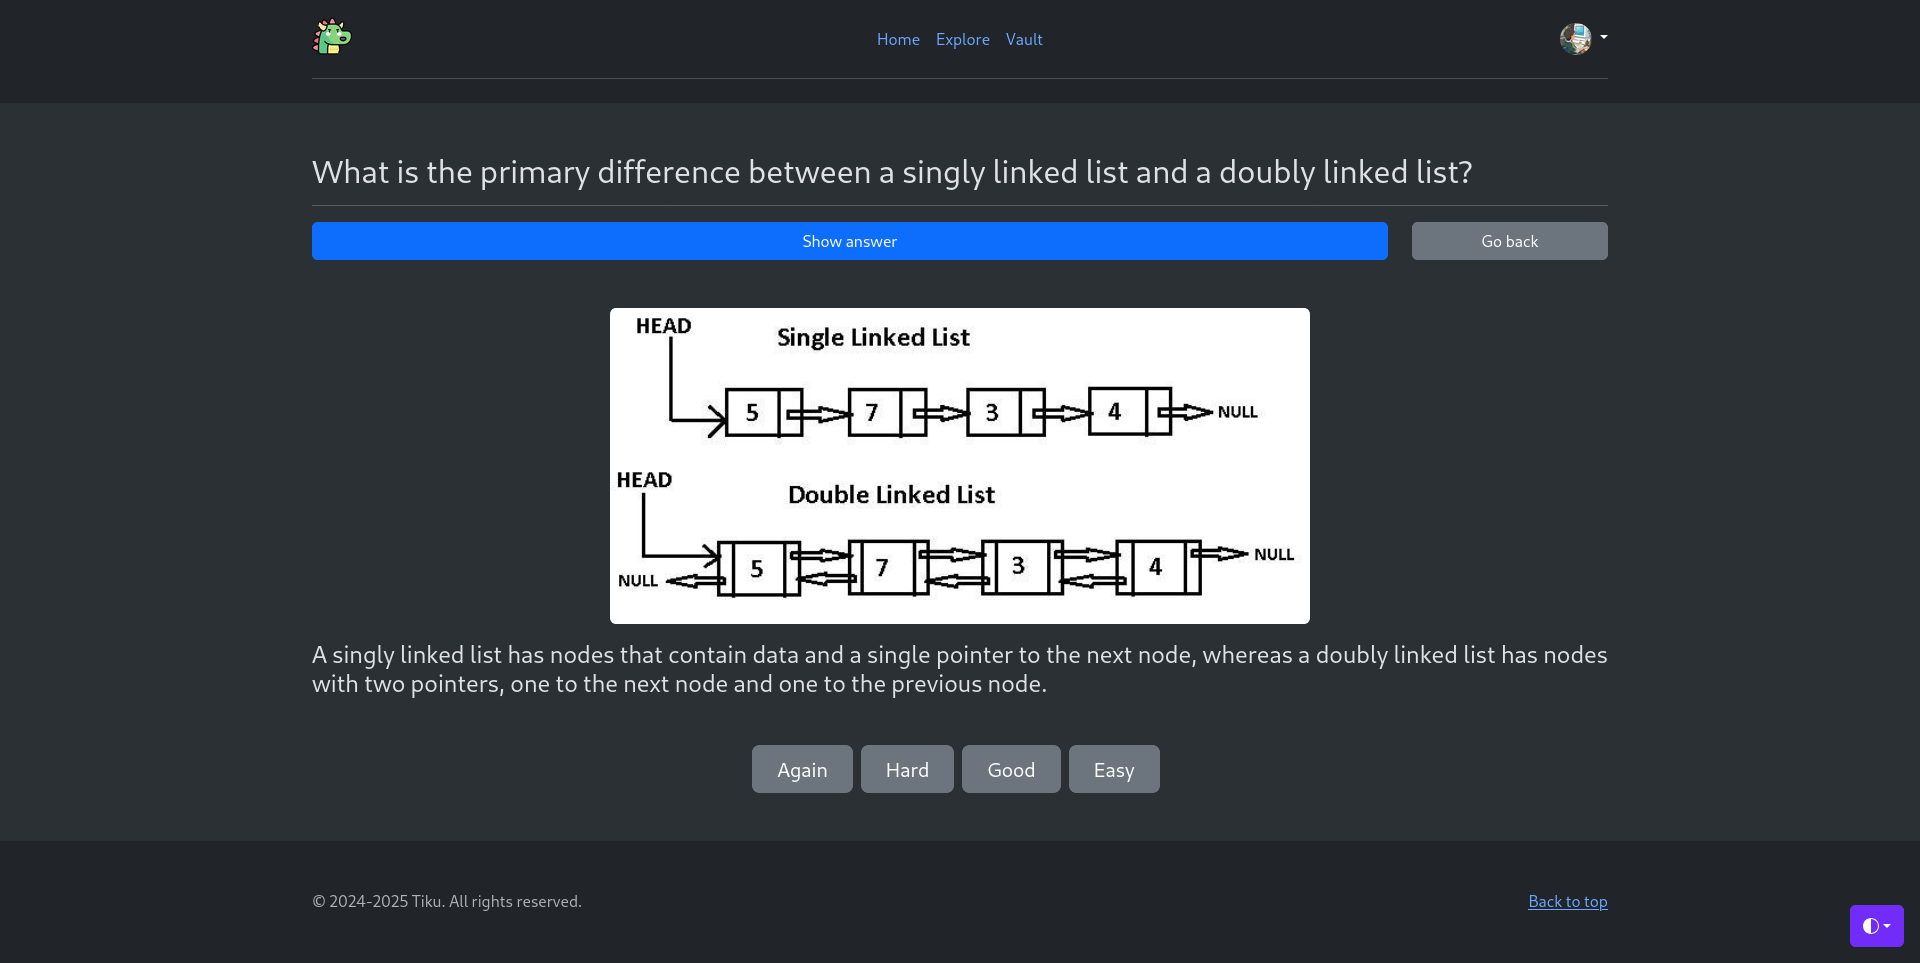 Home Explore Vault
What is the primary difference between a singly linked list and a doubly linked list?
Show answer
Go back
HEAD
Single Linked List
5 7 3 4 NULL
HEAD
Double Linked List
NULL 5 7 3 4 NULL
A singly linked list has nodes that contain data and a single pointer to the next node, whereas a doubly linked list has nodes
with two pointers, one to the next node and one to the previous node.
Again Hard Good Easy
© 2024-2025 Tiku. All rights reserved.
Back to top